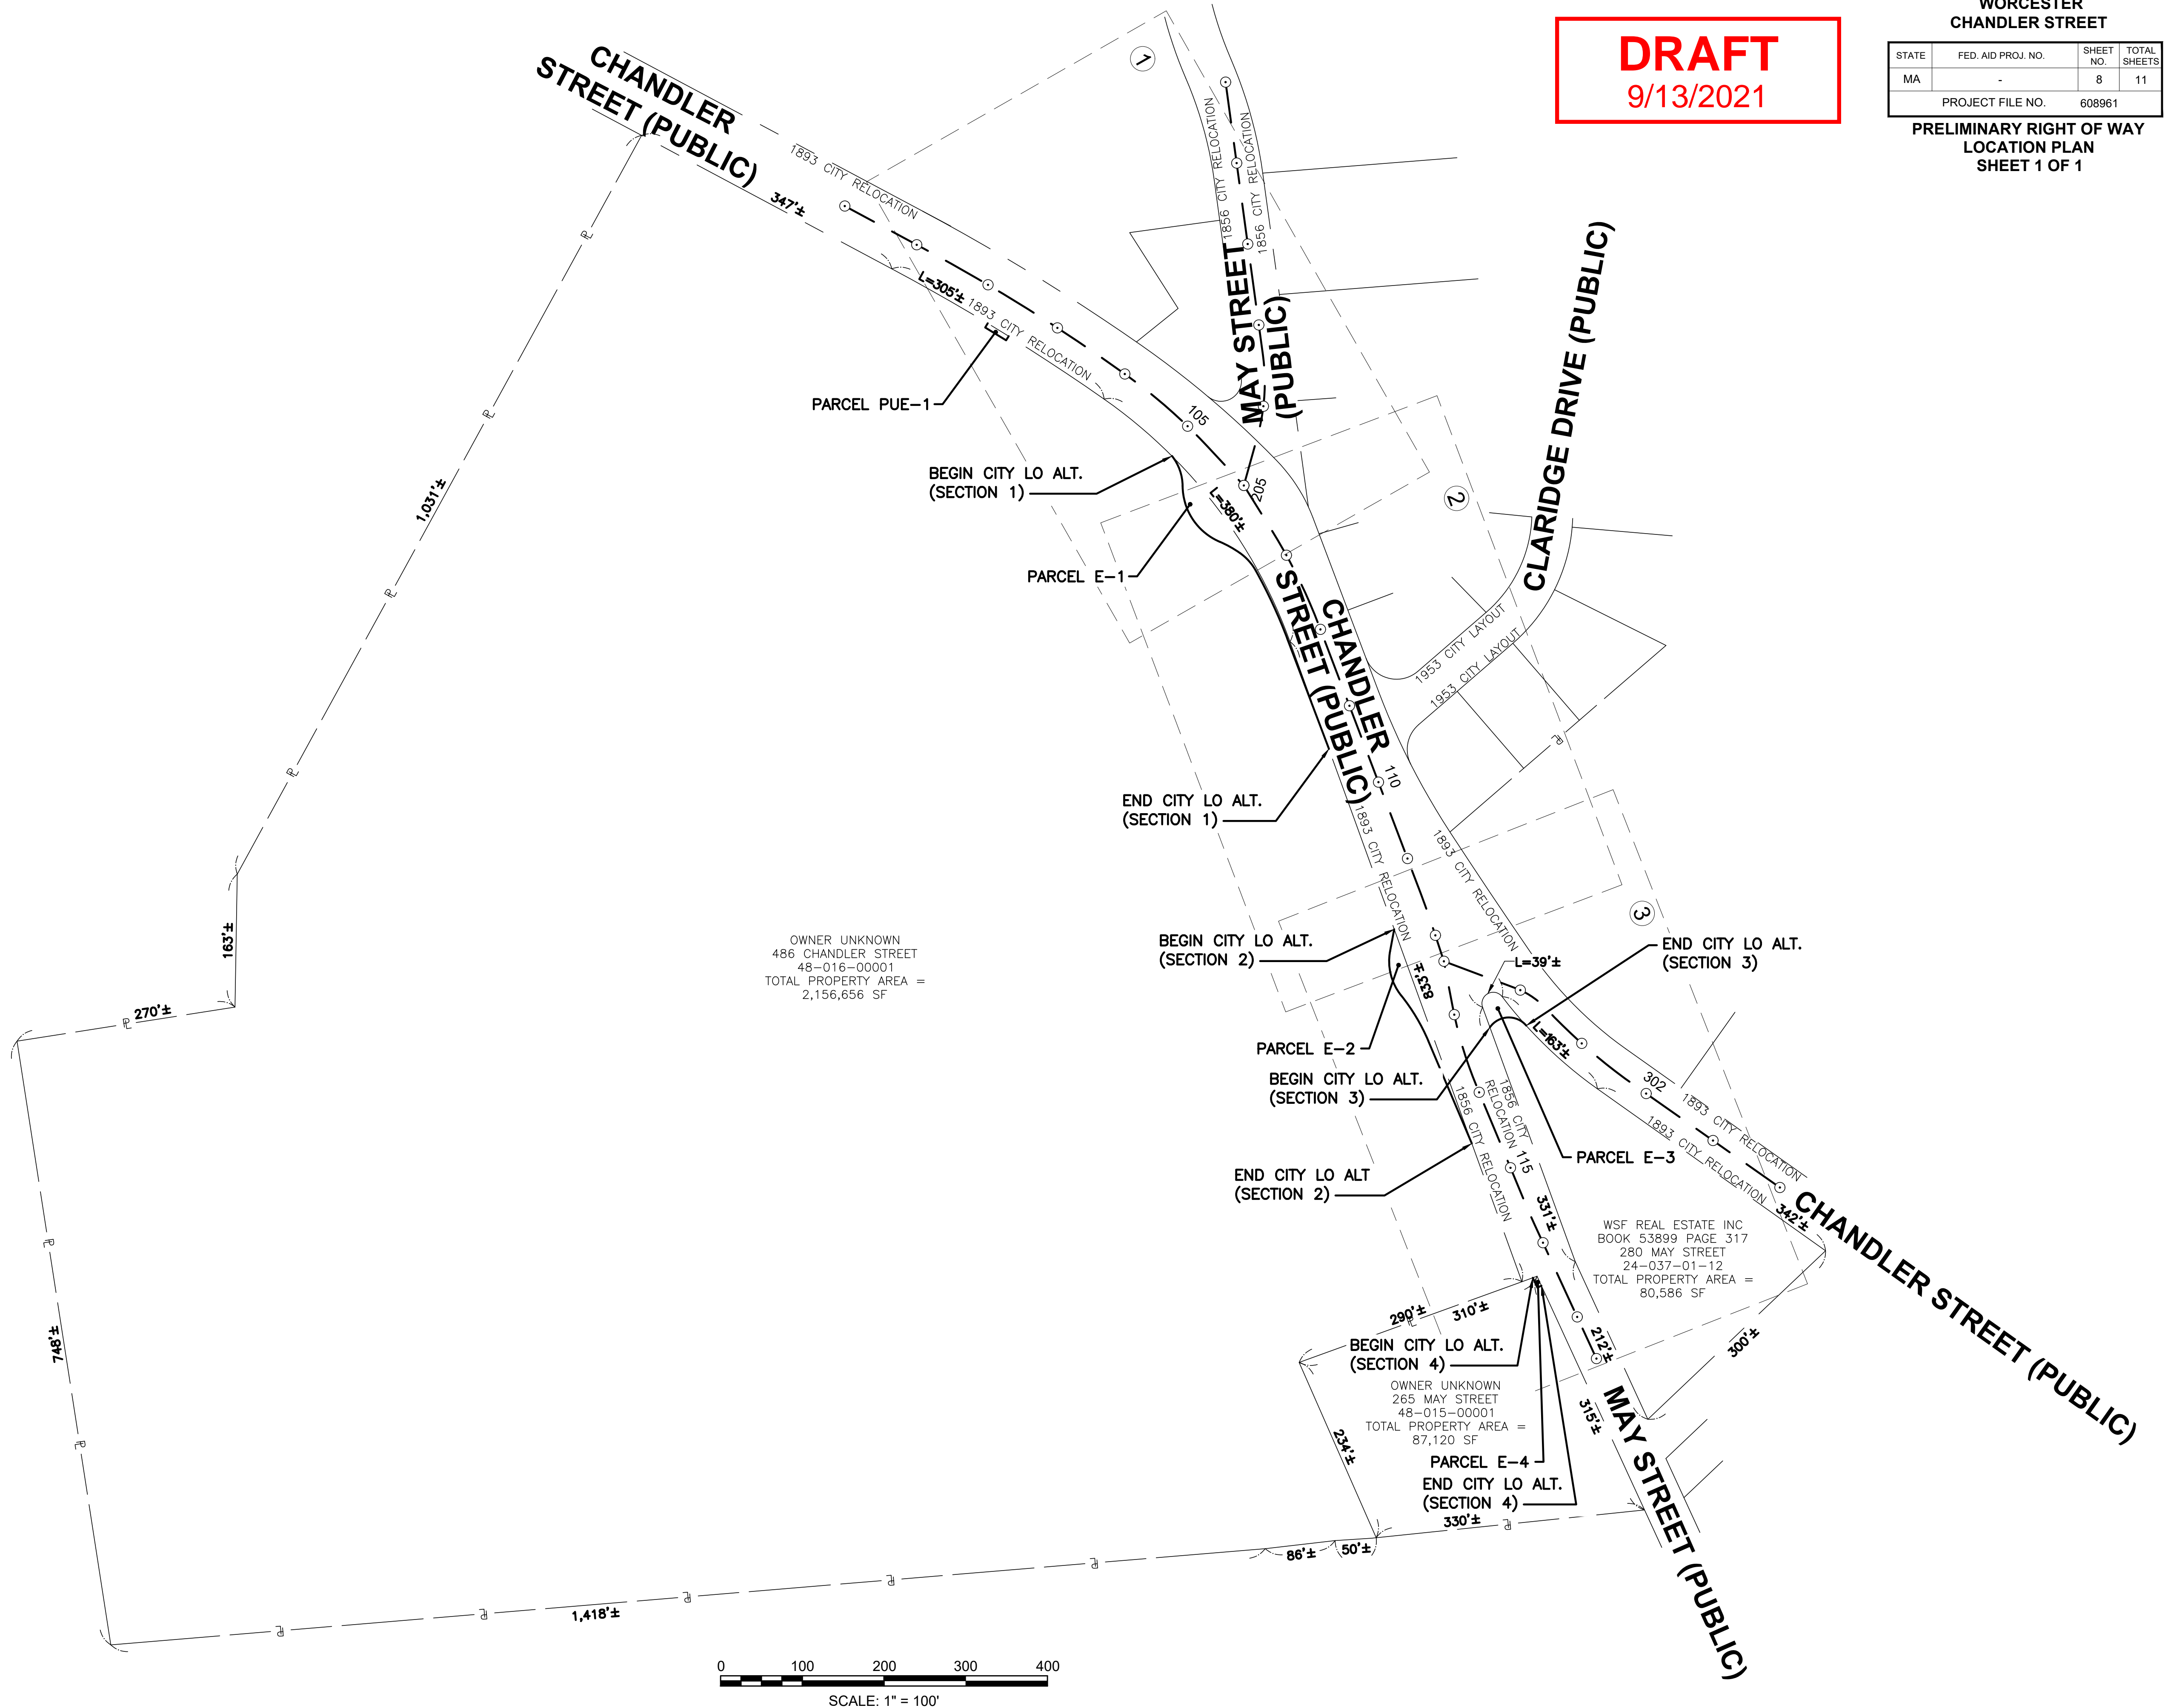 WORCESTER
CHANDLER STREET
STATE FED. AID PROJ. NO. SHEET NO. TOTAL SHEETS
MA - 8 11
PROJECT FILE NO. 608961
PRELIMINARY RIGHT OF WAY
LOCATION PLAN
SHEET 1 OF 1
DRAFT
9/13/2021
CHANDLER
STREET (PUBLIC)
1893 CITY RELOCATION
347'±
L=305'±
1893 CITY RELOCATION
1
1856 CITY RELOCATION
1856 CITY RELOCATION
MAY STREET
(PUBLIC)
CLARIDGE DRIVE (PUBLIC)
PARCEL PUE-1
105
BEGIN CITY LO ALT.
(SECTION 1)
205
L=380'±
2
1,031'±
PARCEL E-1
CHANDLER
STREET (PUBLIC)
1953 CITY LAYOUT
1953 CITY LAYOUT
110
END CITY LO ALT.
(SECTION 1)
1893 CITY RELOCATION
1893 CITY RELOCATION
3
163'±
OWNER UNKNOWN
486 CHANDLER STREET
48-016-00001
TOTAL PROPERTY AREA =
2,156,656 SF
BEGIN CITY LO ALT.
(SECTION 2)
END CITY LO ALT.
(SECTION 3)
L=39'±
833'±
270'±
PARCEL E-2
L=163'±
BEGIN CITY LO ALT.
(SECTION 3)
302
1893 CITY RELOCATION
1893 CITY RELOCATION
1856 CITY
RELOCATION
1856 CITY RELOCATION
115
PARCEL E-3
END CITY LO ALT
(SECTION 2)
331'±
342'±
CHANDLER STREET (PUBLIC)
WSF REAL ESTATE INC
BOOK 53899 PAGE 317
280 MAY STREET
24-037-01-12
TOTAL PROPERTY AREA =
80,586 SF
748'±
290'±
310'±
212'±
300'±
BEGIN CITY LO ALT.
(SECTION 4)
OWNER UNKNOWN
265 MAY STREET
48-015-00001
TOTAL PROPERTY AREA =
87,120 SF
315'±
MAY STREET (PUBLIC)
234'±
PARCEL E-4
END CITY LO ALT.
(SECTION 4)
330'±
86'±
50'±
1,418'±
0 100 200 300 400
SCALE: 1" = 100'